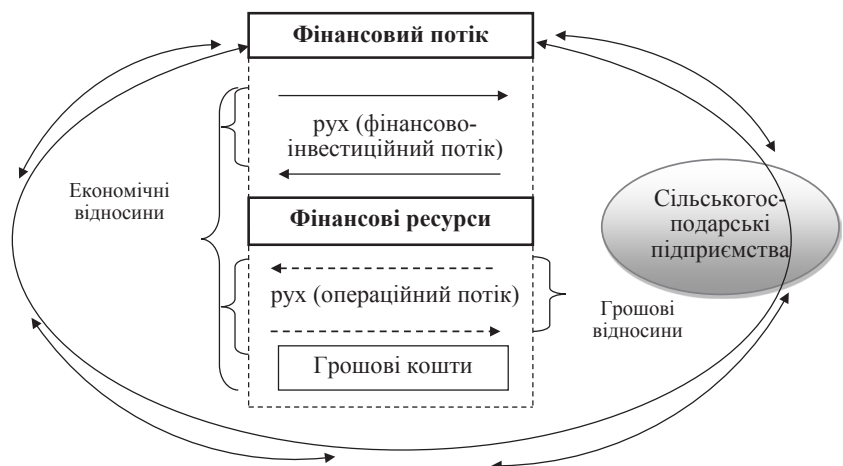 Фінансовий потік
рух (фінансово-
інвестиційний потік)
Економічні
відносини
Фінансові ресурси
Сільськогос-
подарські
підприємства
рух (операційний потік)
Грошові
відносини
Грошові кошти